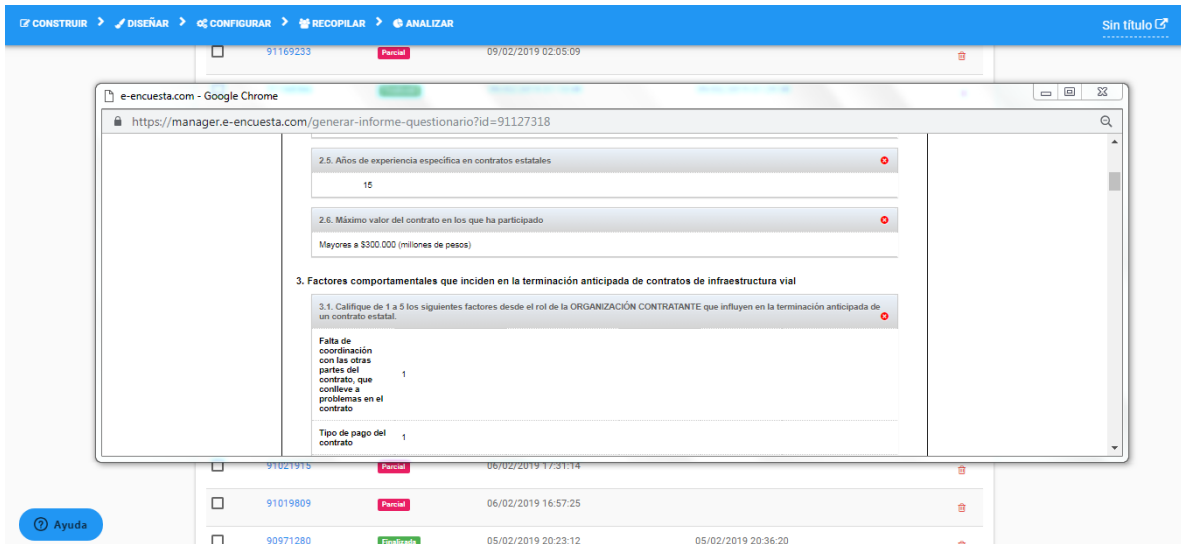 CONSTRUIR DISEÑAR CONFIGURAR RECOPILAR ANALIZAR Sin título
91169233 Parcial 09/02/2019 02:05:09
e-encuesta.com - Google Chrome
https://manager.e-encuesta.com/generar-informe-questionario?id=91127318
2.5. Años de experiencia especifica en contratos estatales
15
2.6. Máximo valor del contrato en los que ha participado
Mayores a $300.000 (millones de pesos)
3. Factores comportamentales que inciden en la terminación anticipada de contratos de infraestructura vial
3.1. Califique de 1 a 5 los siguientes factores desde el rol de la ORGANIZACIÓN CONTRATANTE que influyen en la terminación anticipada de
un contrato estatal.
Falta de
coordinación
con las otras
partes del
contrato, que 1
conlleve a
problemas en el
contrato
Tipo de pago del 1
contrato
91021915 Parcial 06/02/2019 17:31:14
91019809 Parcial 06/02/2019 16:57:25
Ayuda
90971280 Finalizada 05/02/2019 20:23:12 05/02/2019 20:36:20